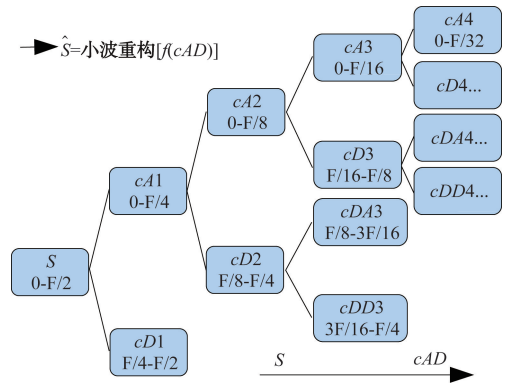 Ŝ=小波重构[f(cAD)]
cA4
0-F/32
cA3
0-F/16
cD4...
cA2
0-F/8
cDA4...
cD3
F/16-F/8
cDD4...
cA1
0-F/4
cDA3
F/8-3F/16
S
0-F/2
cD2
F/8-F/4
cDD3
3F/16-F/4
cD1
F/4-F/2
S
cAD